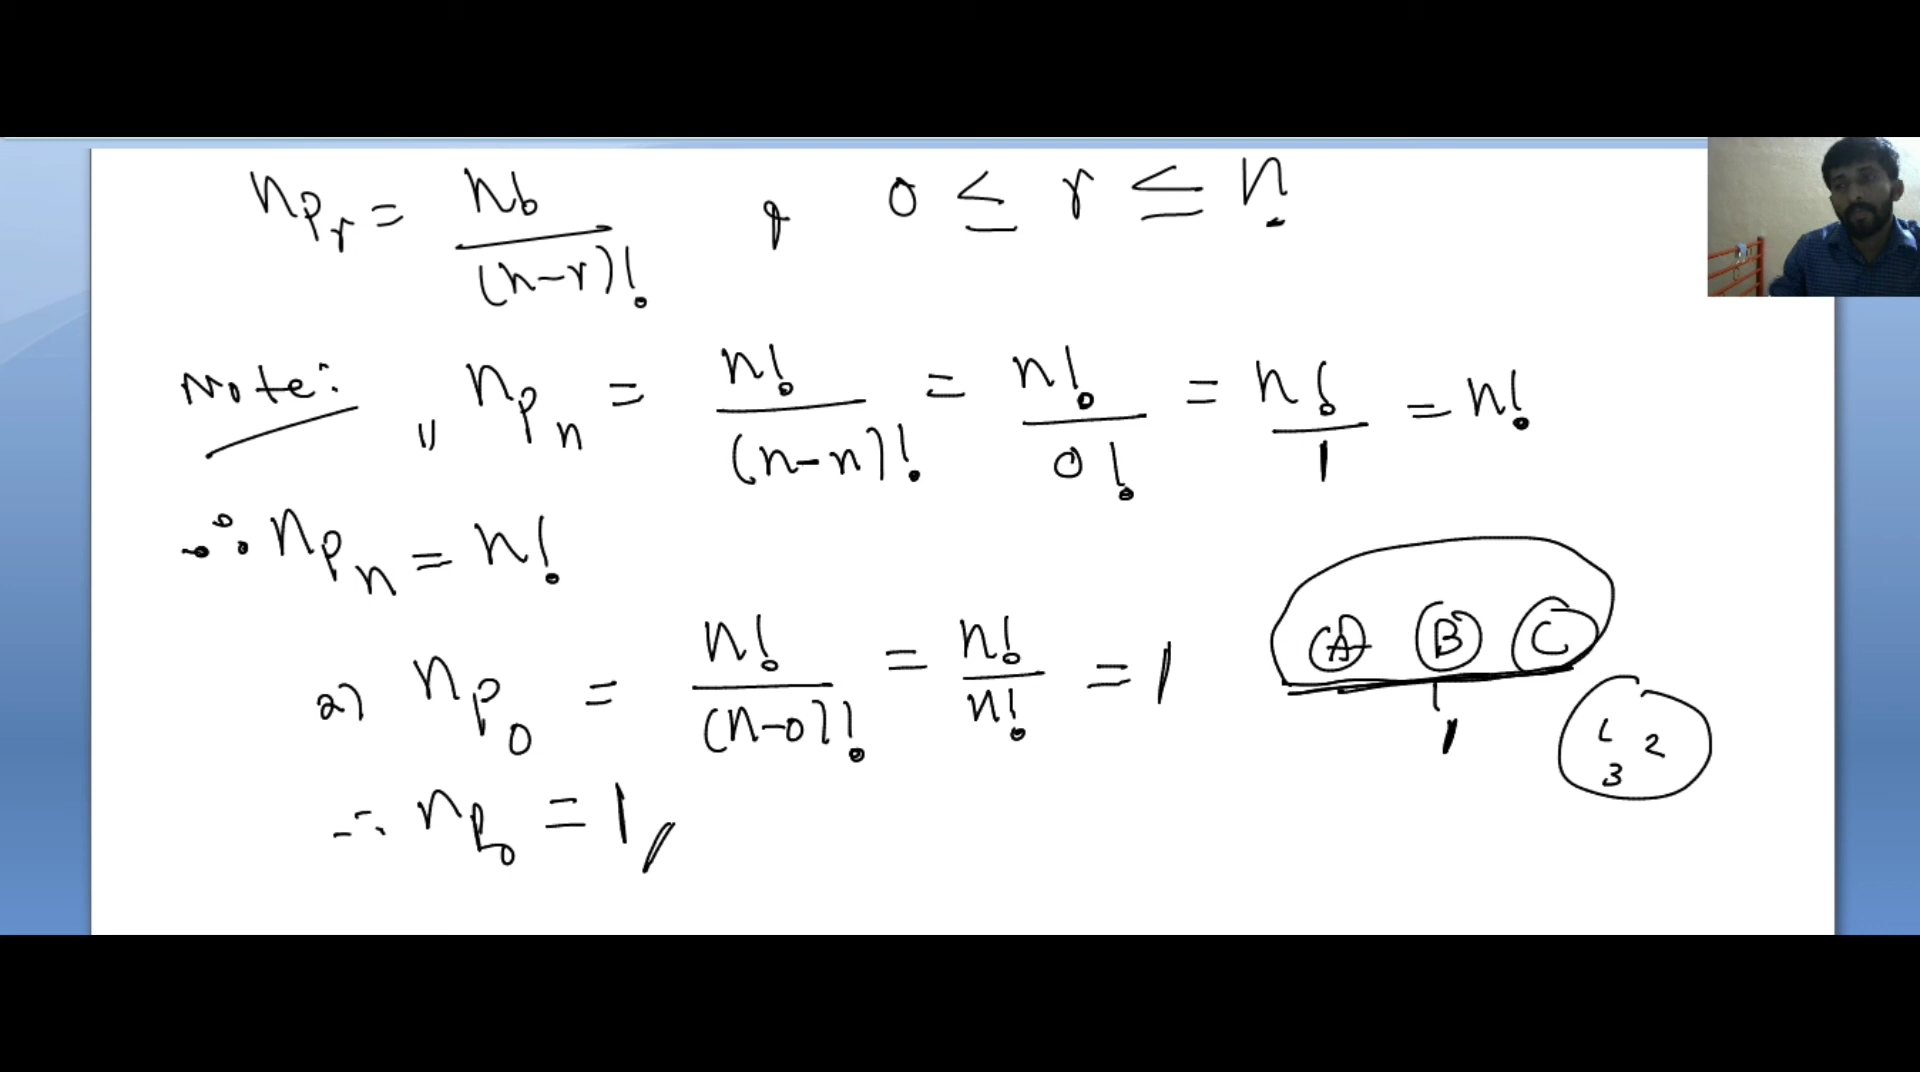 nPr = n! / (n-r)! , 0 ≤ r ≤ n.
Note: 1) nPn = n! / (n-n)! = n! / 0! = n! / 1 = n!
∴ nPn = n!
2) nP0 = n! / (n-0)! = n! / n! = 1
∴ nP0 = 1
A B C
1
1 2
3